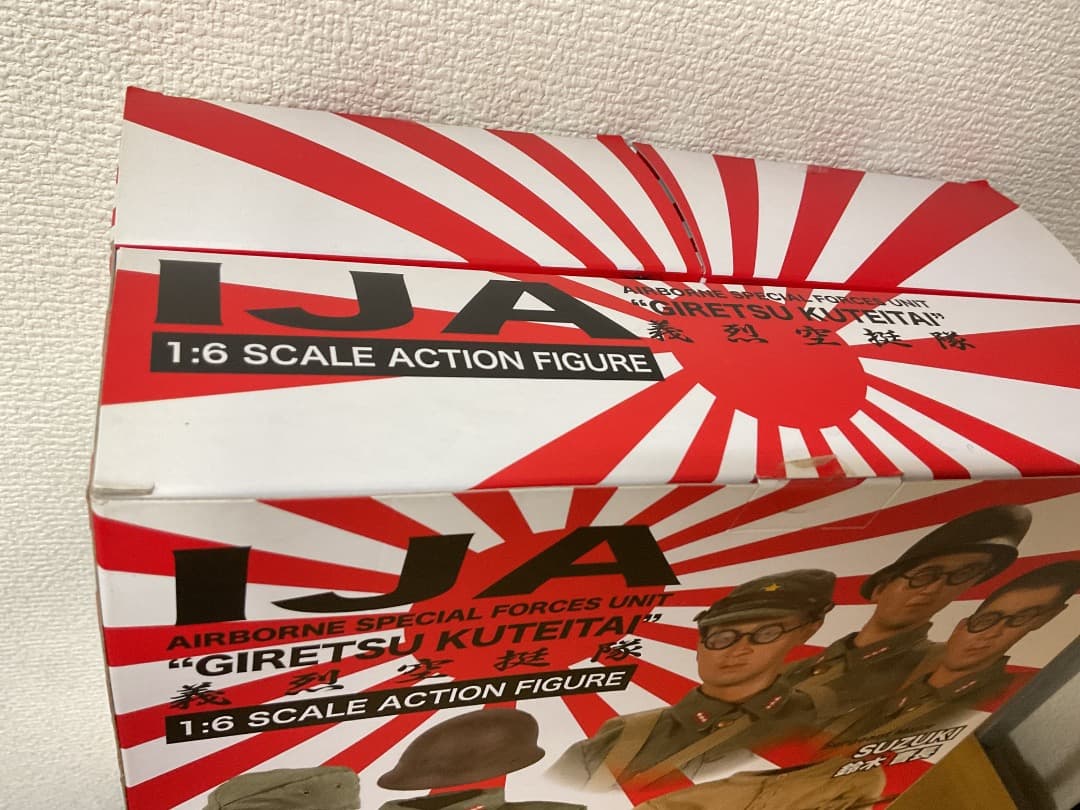 IJA
1:6 SCALE ACTION FIGURE
AIRBORNE SPECIAL FORCES UNIT
“GIRETSU KUTEITAI”
義烈空挺隊
IJA
AIRBORNE SPECIAL FORCES UNIT
“GIRETSU KUTEITAI”
義烈空挺隊
1:6 SCALE ACTION FIGURE
SUZUKI
鈴木